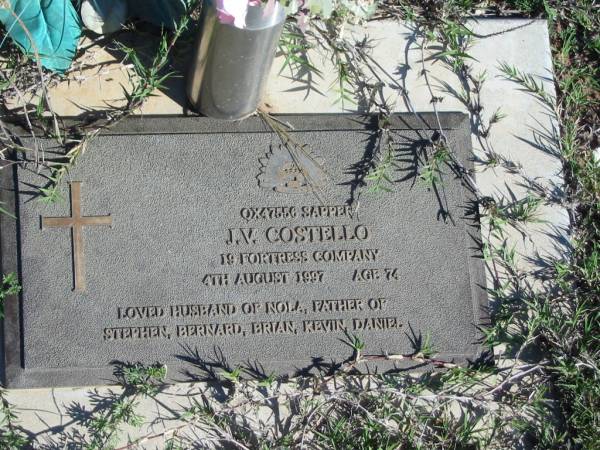 QX47556 SAPPER
J.V. COSTELLO
19 FORTRESS COMPANY
4TH AUGUST 1997 AGE 74
LOVED HUSBAND OF NOLA, FATHER OF
STEPHEN, BERNARD, BRIAN, KEVIN, DANIEL